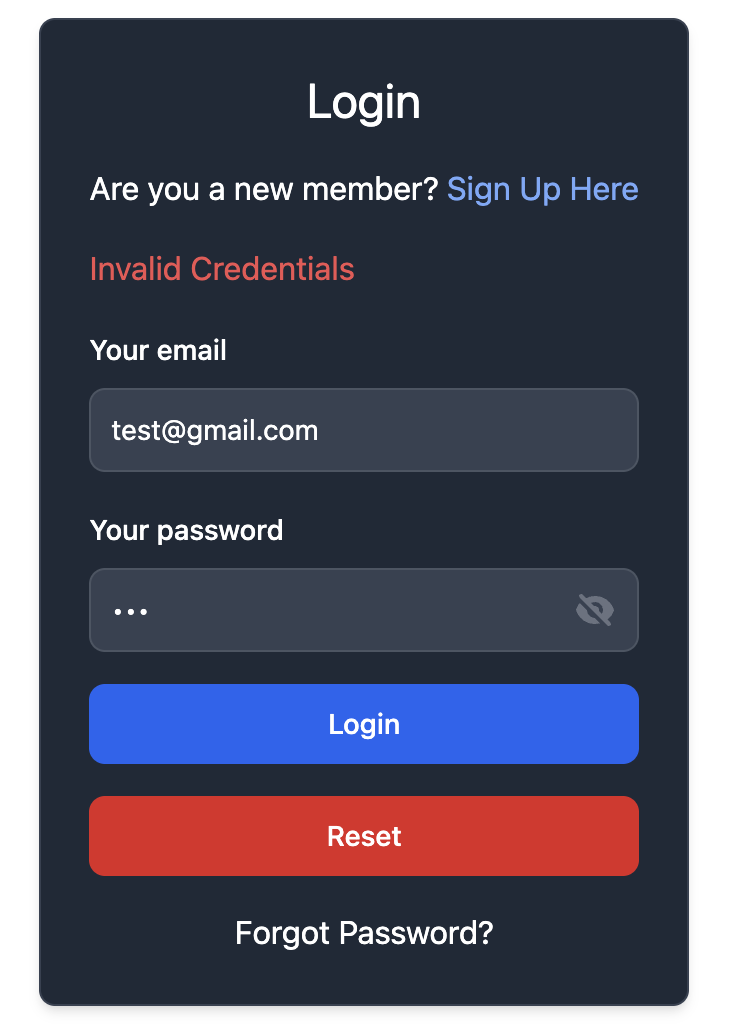 Login
Are you a new member? Sign Up Here
Invalid Credentials
Your email
test@gmail.com
Your password
•••
Login
Reset
Forgot Password?